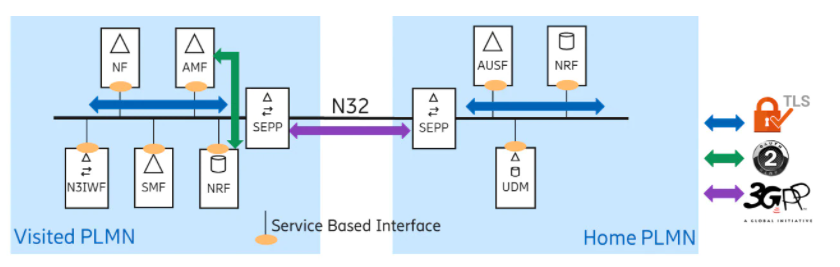 NF
AMF
AUSF
NRF
TLS
N32
SEPP
SEPP
2
N3IWF
SMF
NRF
UDM
3GPP
A GLOBAL INITIATIVE
Service Based Interface
Visited PLMN
Home PLMN